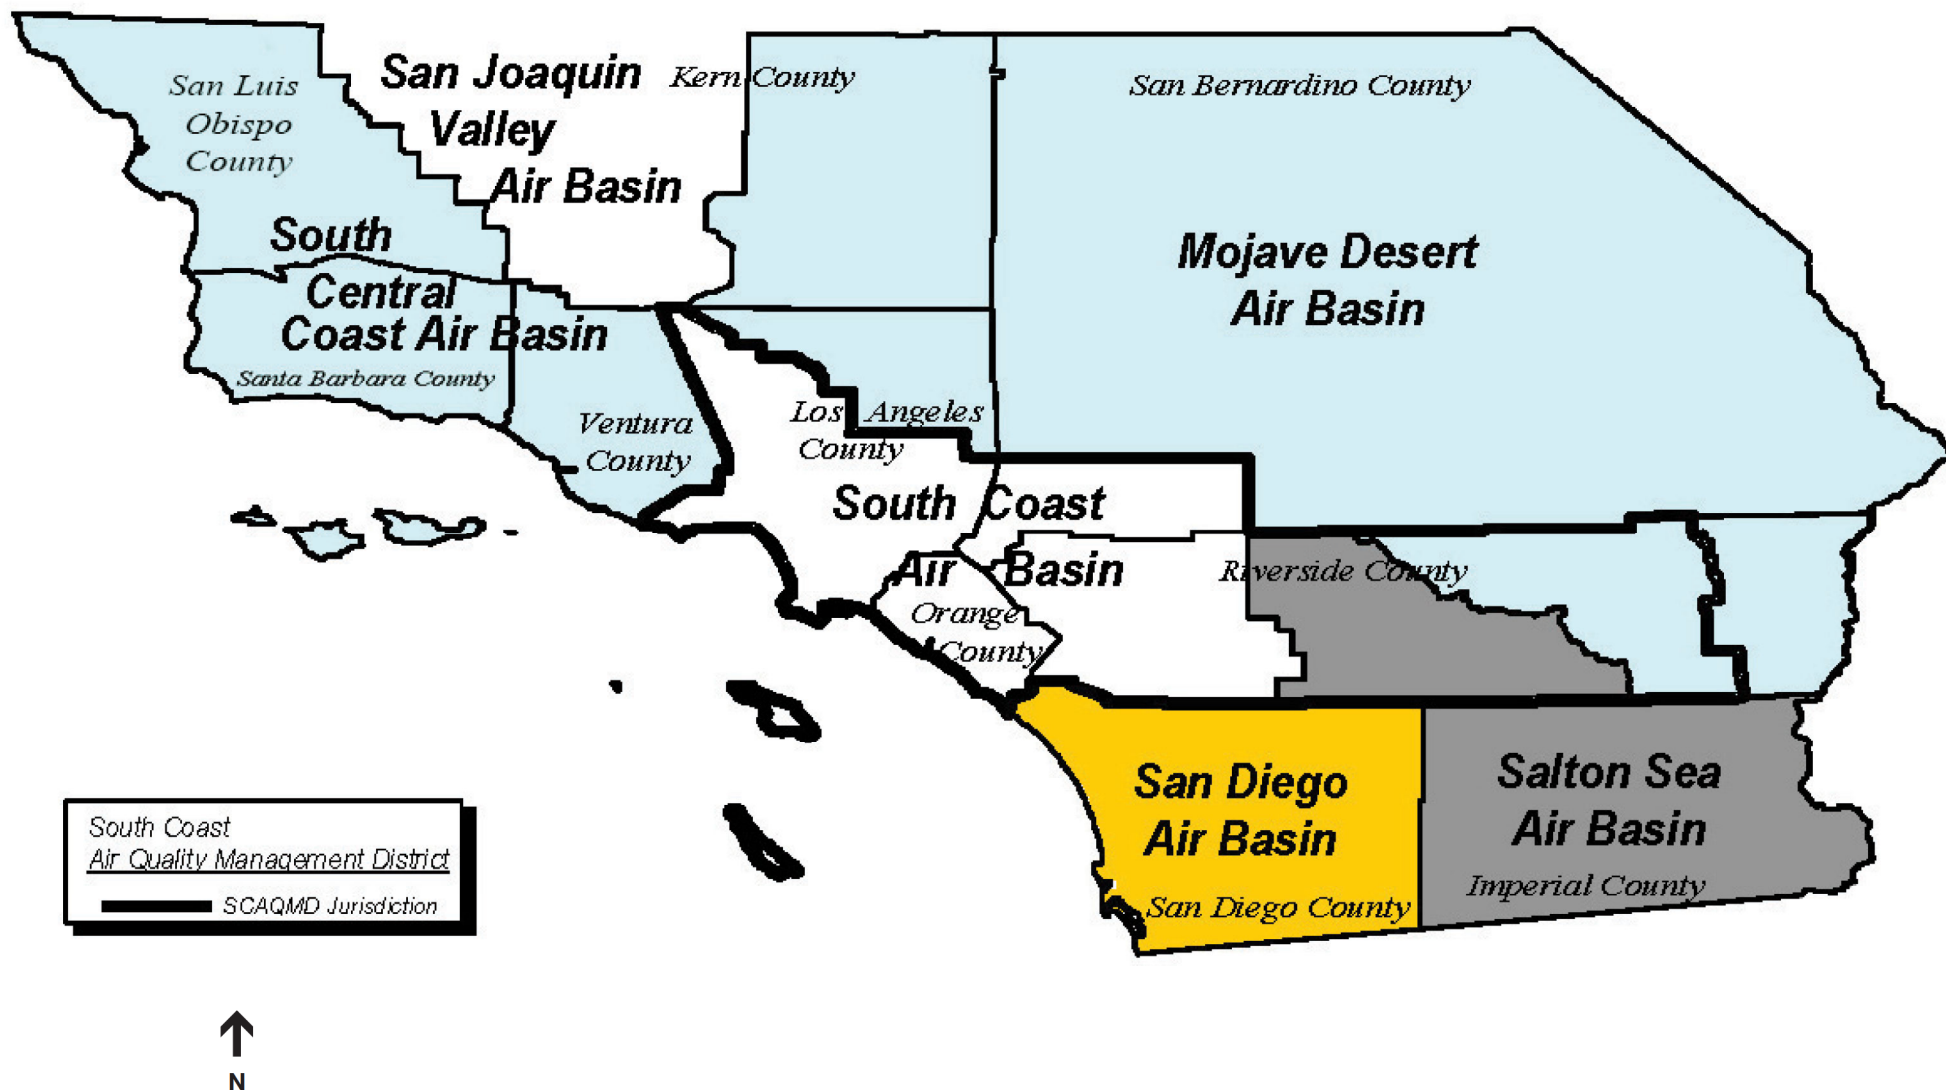 San Luis
Obispo
County
San Joaquin
Valley
Air Basin
Kern County
San Bernardino County
South
Central
Coast Air Basin
Santa Barbara County
Ventura
County
Mojave Desert
Air Basin
Los Angeles
County
South Coast
Air Basin
Orange
County
Riverside County
San Diego
Air Basin
San Diego County
Salton Sea
Air Basin
Imperial County
South Coast
Air Quality Management District
SCAQMD Jurisdiction
N